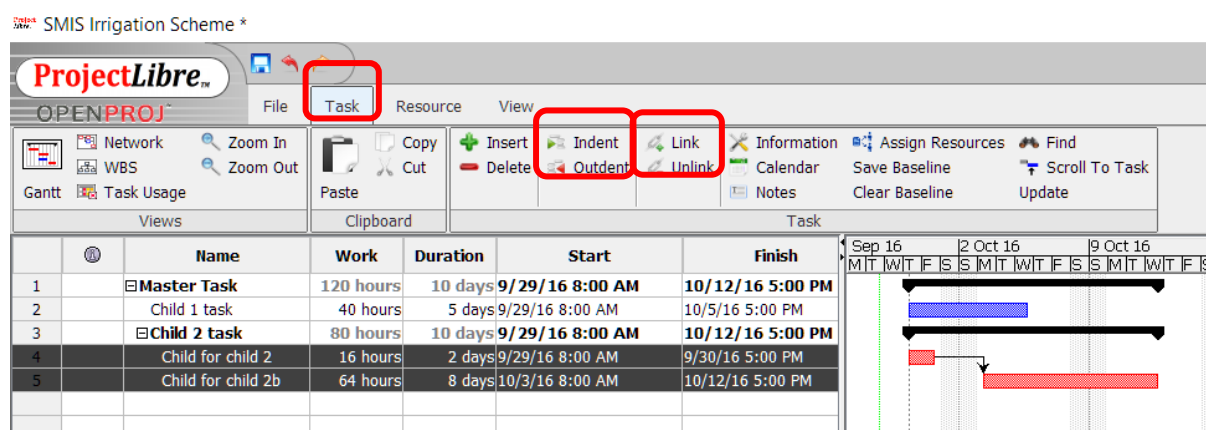 SMIS Irrigation Scheme *
ProjectLibre™
OPENPROJ
File Task Resource View
Network Zoom In Copy Insert Indent Link Information Assign Resources Find
WBS Zoom Out Cut Delete Outdent Unlink Calendar Save Baseline Scroll To Task
Gantt Task Usage Paste Notes Clear Baseline Update
Views Clipboard Task
Name Work Duration Start Finish Sep 16 2 Oct 16 9 Oct 16
M T W T F S S M T W T F S S M T W T F S
1 Master Task 120 hours 10 days 9/29/16 8:00 AM 10/12/16 5:00 PM
2 Child 1 task 40 hours 5 days 9/29/16 8:00 AM 10/5/16 5:00 PM
3 Child 2 task 80 hours 10 days 9/29/16 8:00 AM 10/12/16 5:00 PM
4 Child for child 2 16 hours 2 days 9/29/16 8:00 AM 9/30/16 5:00 PM
5 Child for child 2b 64 hours 8 days 10/3/16 8:00 AM 10/12/16 5:00 PM